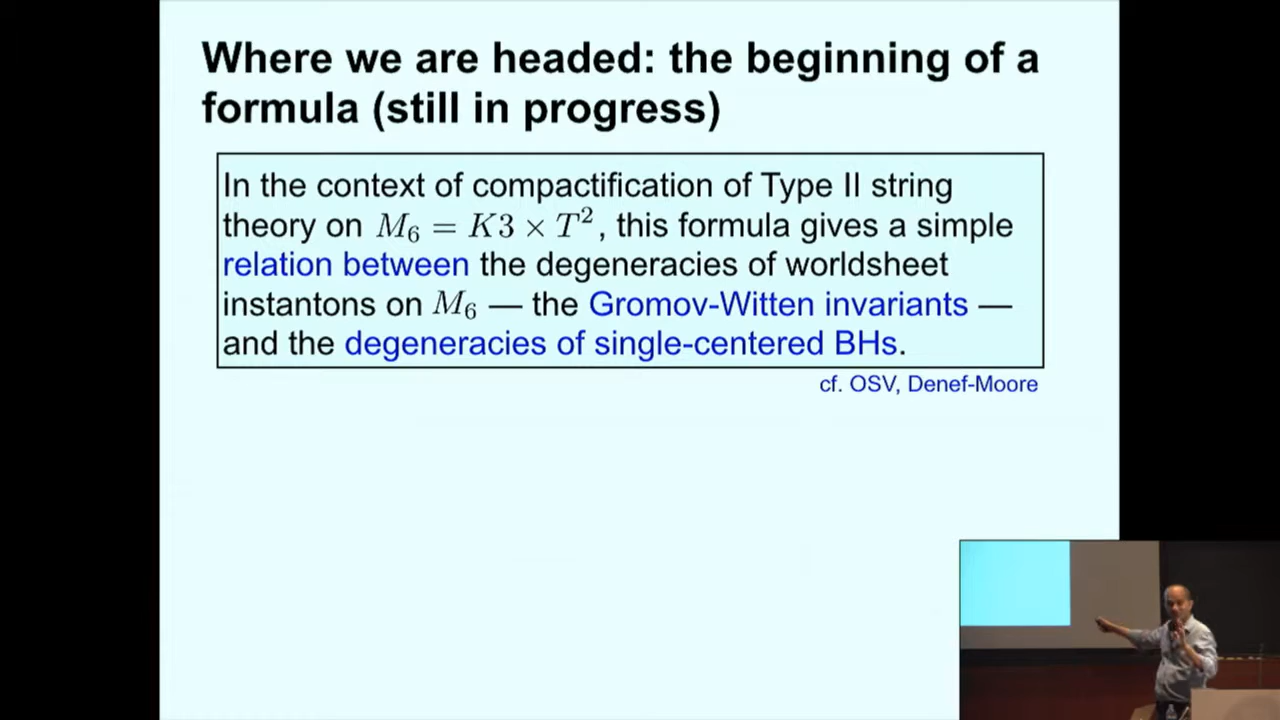 Where we are headed: the beginning of a
formula (still in progress)
In the context of compactification of Type II string
theory on M₆ = K3 × T², this formula gives a simple
relation between the degeneracies of worldsheet
instantons on M₆ — the Gromov-Witten invariants —
and the degeneracies of single-centered BHs.
cf. OSV, Denef-Moore